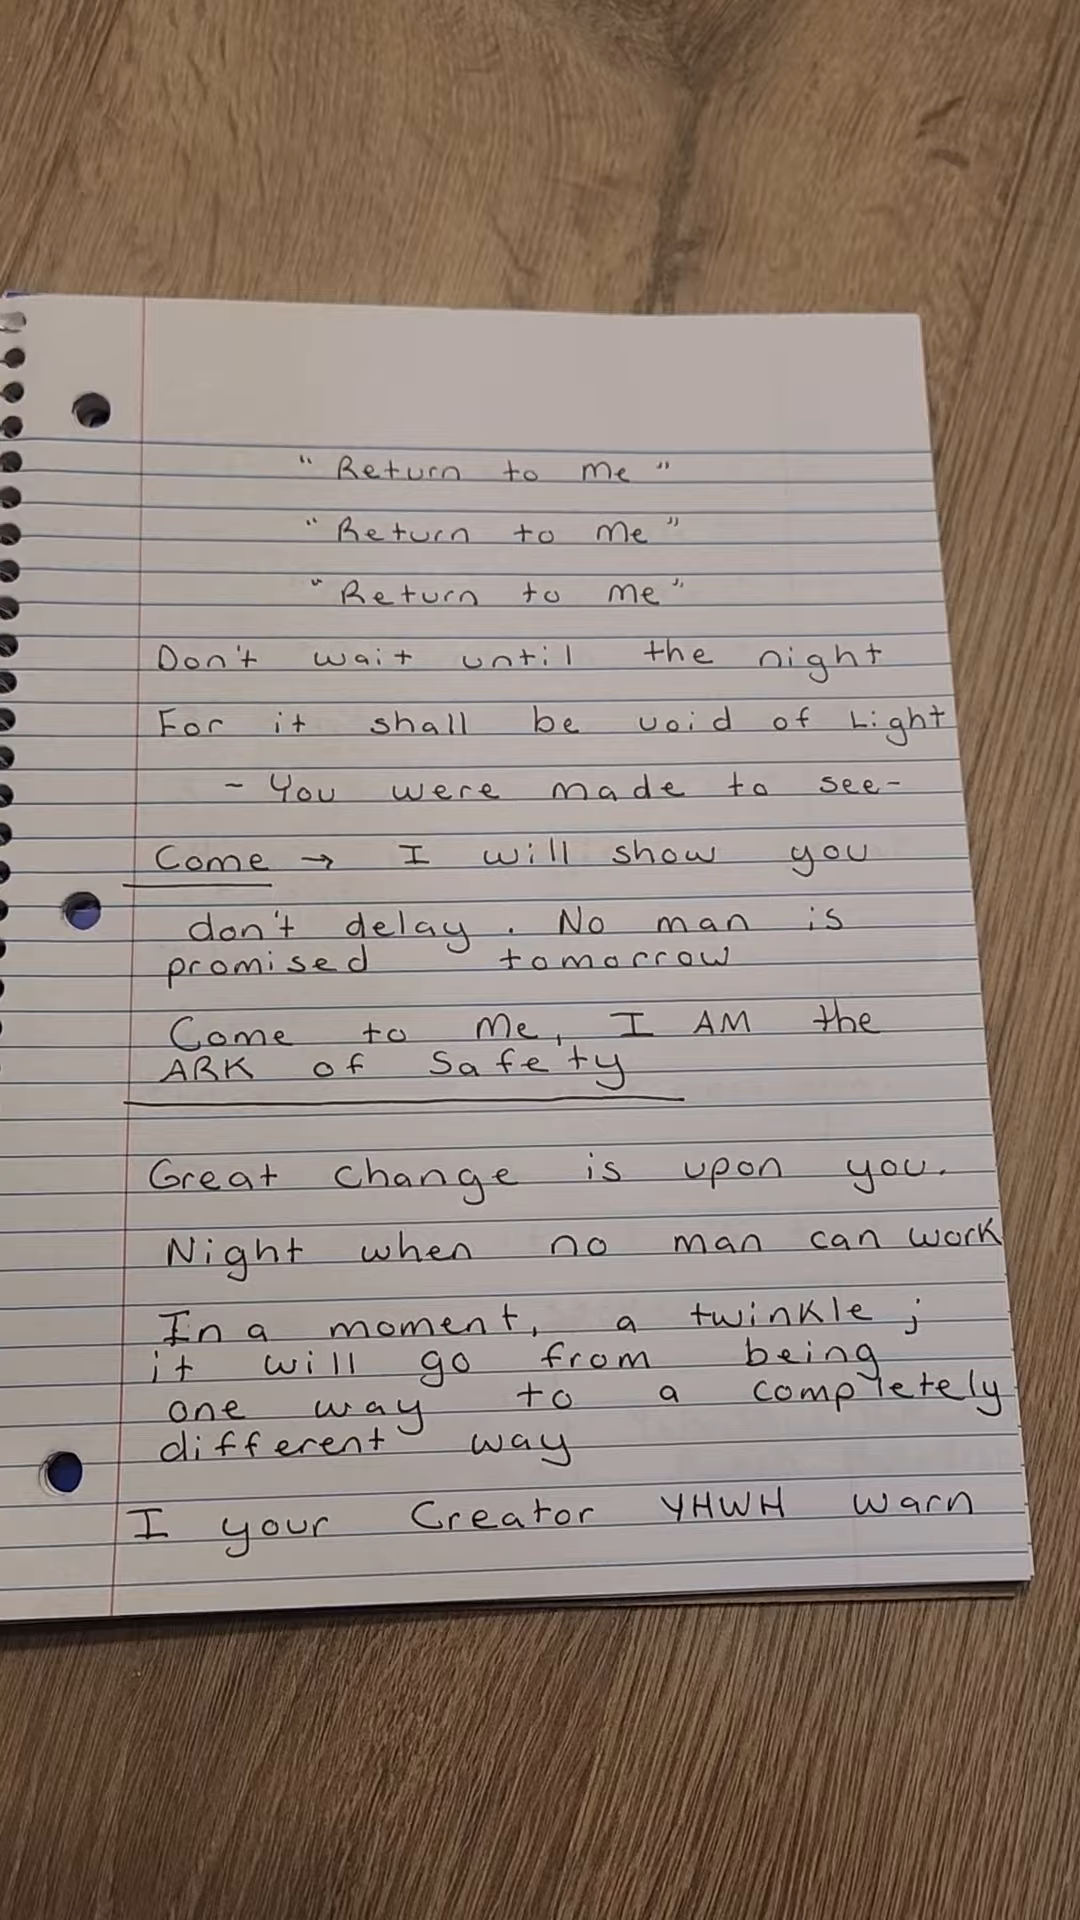 "Return to me"
"Return to Me"
"Return to Me"
Don't wait until the night
For it shall be void of Light
- You were made to see -
Come → I will show you
don't delay. No man is
promised tomorrow
Come to Me, I AM the
ARK of Safety
Great change is upon you.
Night when no man can work
In a moment, a twinkle;
it will go from being
one way to a completely
different way
I your Creator YHWH warn